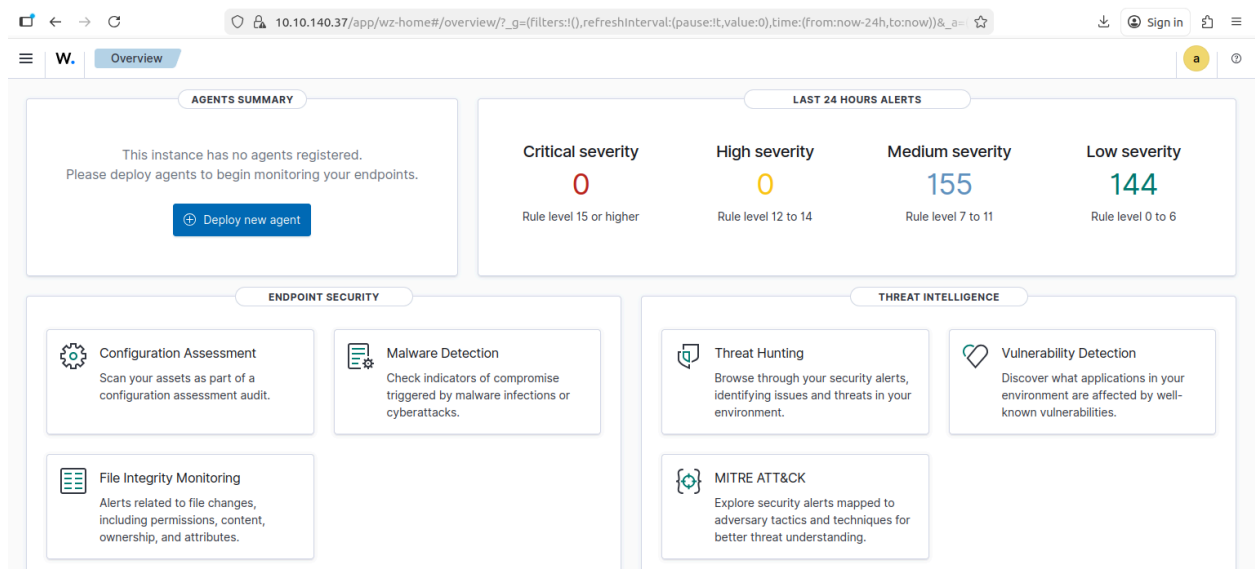 10.10.140.37/app/wz-home#/overview/?_g=(filters:!(),refreshInterval:(pause:!t,value:0),time:(from:now-24h,to:now))&_a=
Sign in
W.
Overview
a
AGENTS SUMMARY
This instance has no agents registered.
Please deploy agents to begin monitoring your endpoints.
Deploy new agent
LAST 24 HOURS ALERTS
Critical severity
0
Rule level 15 or higher
High severity
0
Rule level 12 to 14
Medium severity
155
Rule level 7 to 11
Low severity
144
Rule level 0 to 6
ENDPOINT SECURITY
Configuration Assessment
Scan your assets as part of a
configuration assessment audit.
Malware Detection
Check indicators of compromise
triggered by malware infections or
cyberattacks.
File Integrity Monitoring
Alerts related to file changes,
including permissions, content,
ownership, and attributes.
THREAT INTELLIGENCE
Threat Hunting
Browse through your security alerts,
identifying issues and threats in your
environment.
Vulnerability Detection
Discover what applications in your
environment are affected by well-
known vulnerabilities.
MITRE ATT&CK
Explore security alerts mapped to
adversary tactics and techniques for
better threat understanding.